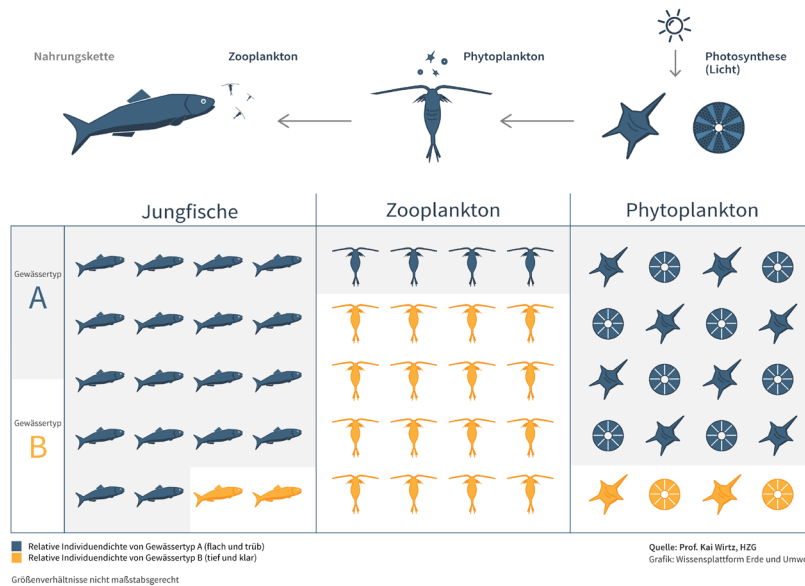 Nahrungskette
Zooplankton
Phytoplankton
Photosynthese
(Licht)
Jungfische
Zooplankton
Phytoplankton
Gewässertyp
A
Gewässertyp
B
Relative Individuendichte von Gewässertyp A (flach und trüb)
Relative Individuendichte von Gewässertyp B (tief und klar)
Größenverhältnisse nicht maßstabsgerecht
Quelle: Prof. Kai Wirtz, HZG
Grafik: Wissensplattform Erde und Umwe